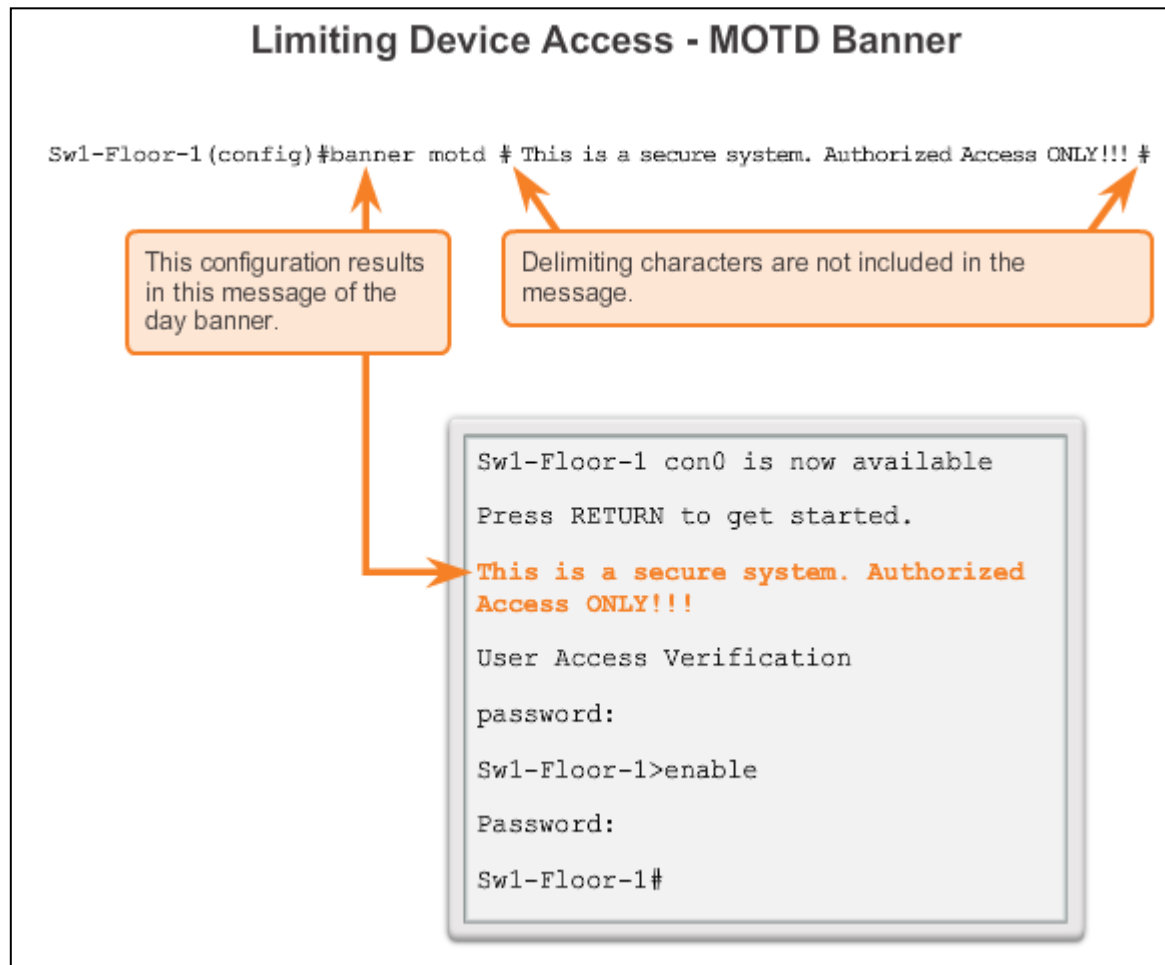 Limiting Device Access - MOTD Banner
Sw1-Floor-1(config)#banner motd # This is a secure system. Authorized Access ONLY!!! #
This configuration results
in this message of the
day banner.
Delimiting characters are not included in the
message.
Sw1-Floor-1 con0 is now available
Press RETURN to get started.
This is a secure system. Authorized
Access ONLY!!!
User Access Verification
password:
Sw1-Floor-1>enable
Password:
Sw1-Floor-1#